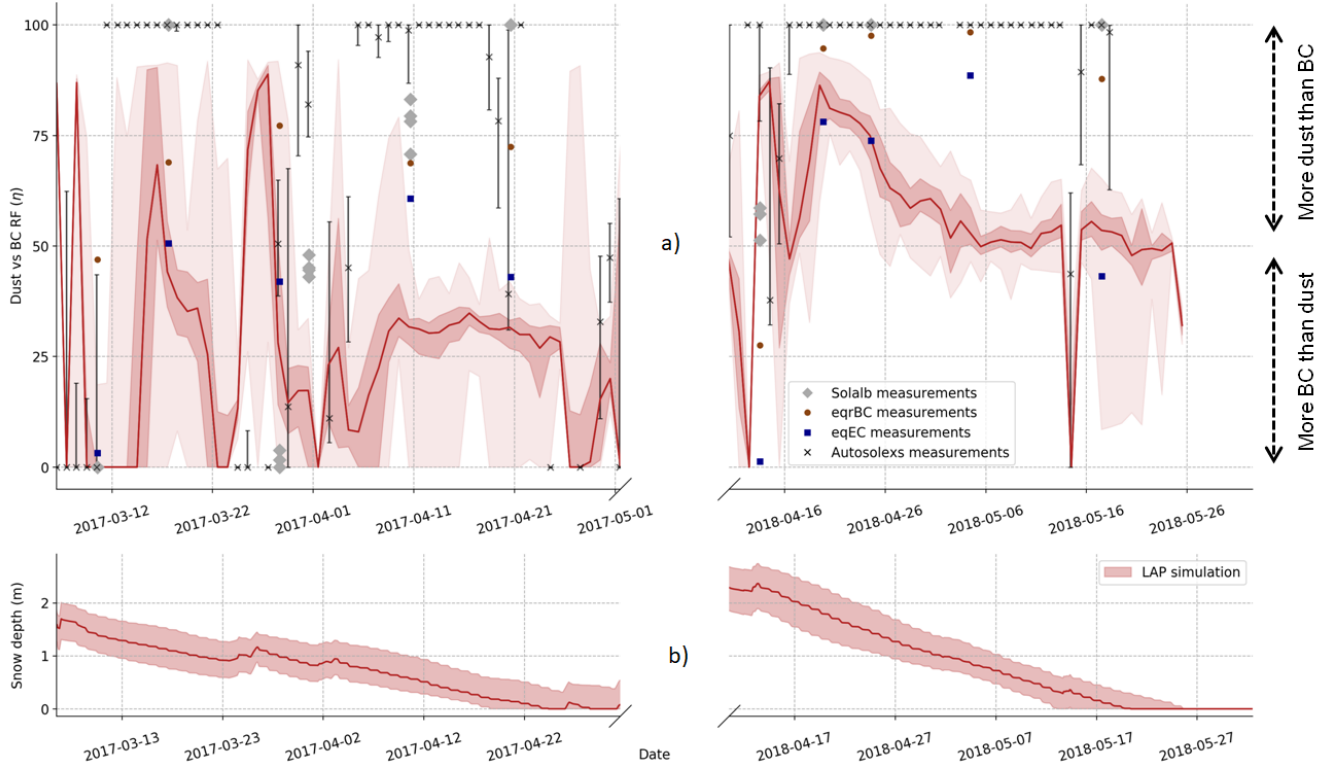 100
75
50
25
0
Dust vs BC RF (η)
a)
More dust than BC
More BC than dust
Solalb measurements
eqrBC measurements
eqEC measurements
Autosolexs measurements
2017-03-12
2017-03-22
2017-04-01
2017-04-11
2017-04-21
2017-05-01
2018-04-16
2018-04-26
2018-05-06
2018-05-16
2018-05-26
2
1
0
Snow depth (m)
b)
LAP simulation
2017-03-13
2017-03-23
2017-04-02
2017-04-12
2017-04-22
Date
2018-04-17
2018-04-27
2018-05-07
2018-05-17
2018-05-27